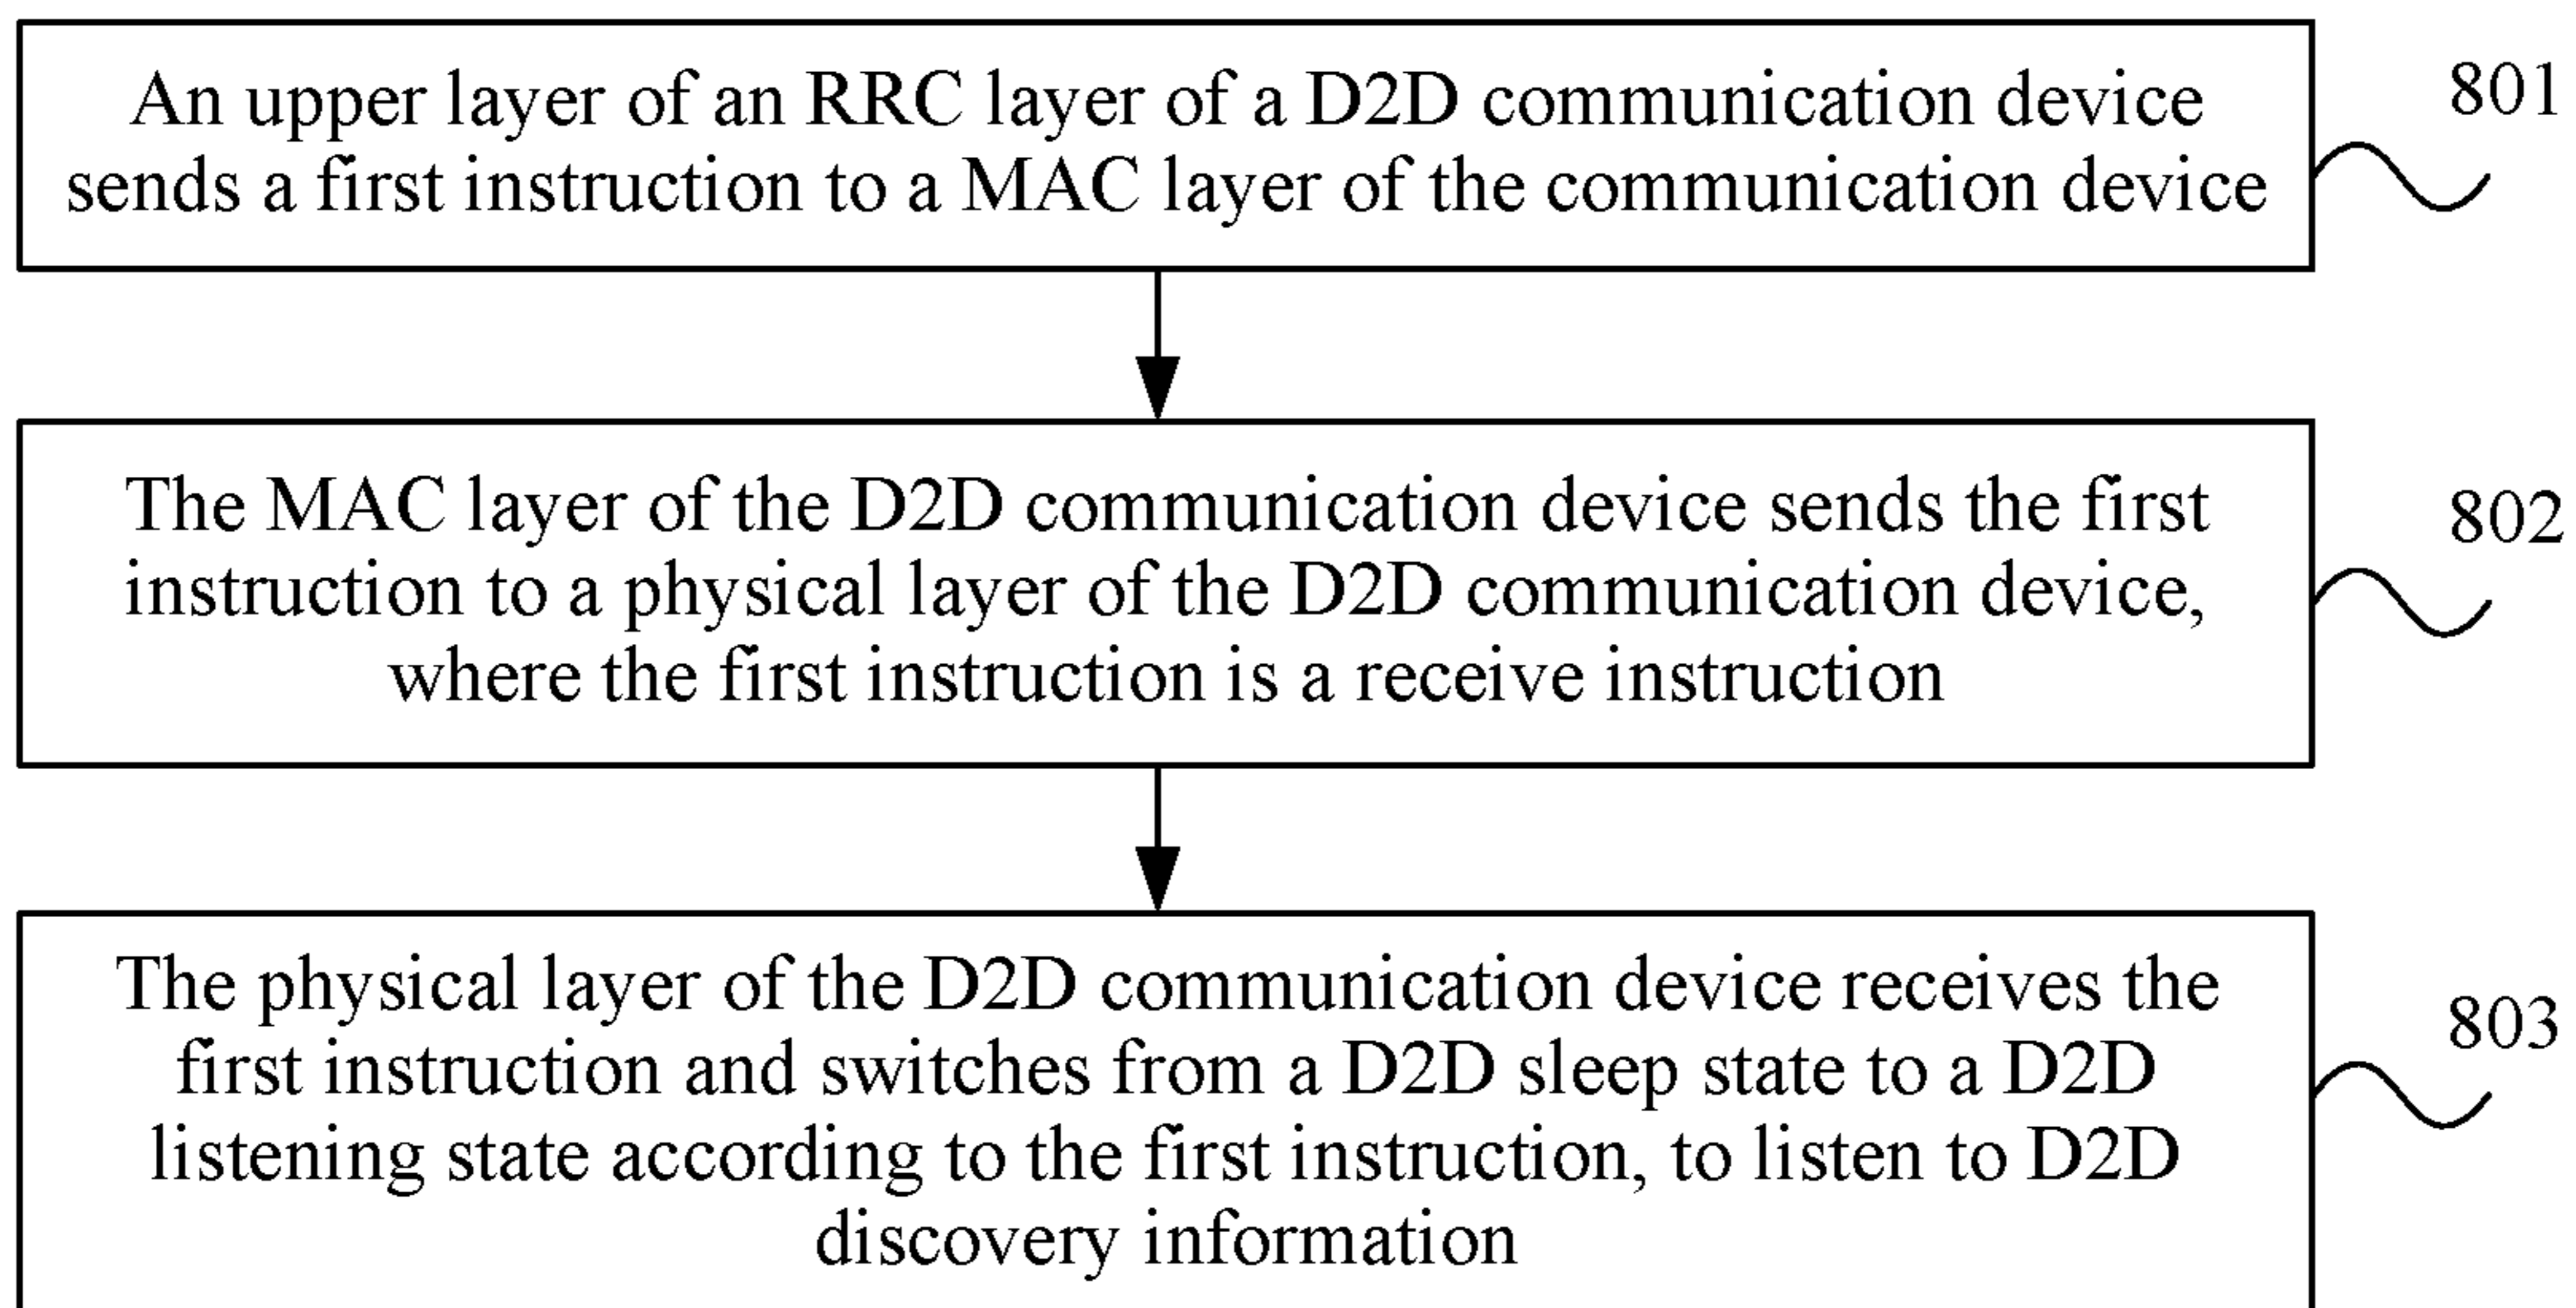 An upper layer of an RRC layer of a D2D communication device
sends a first instruction to a MAC layer of the communication device
801
The MAC layer of the D2D communication device sends the first
instruction to a physical layer of the D2D communication device,
where the first instruction is a receive instruction
802
The physical layer of the D2D communication device receives the
first instruction and switches from a D2D sleep state to a D2D
listening state according to the first instruction, to listen to D2D
discovery information
803